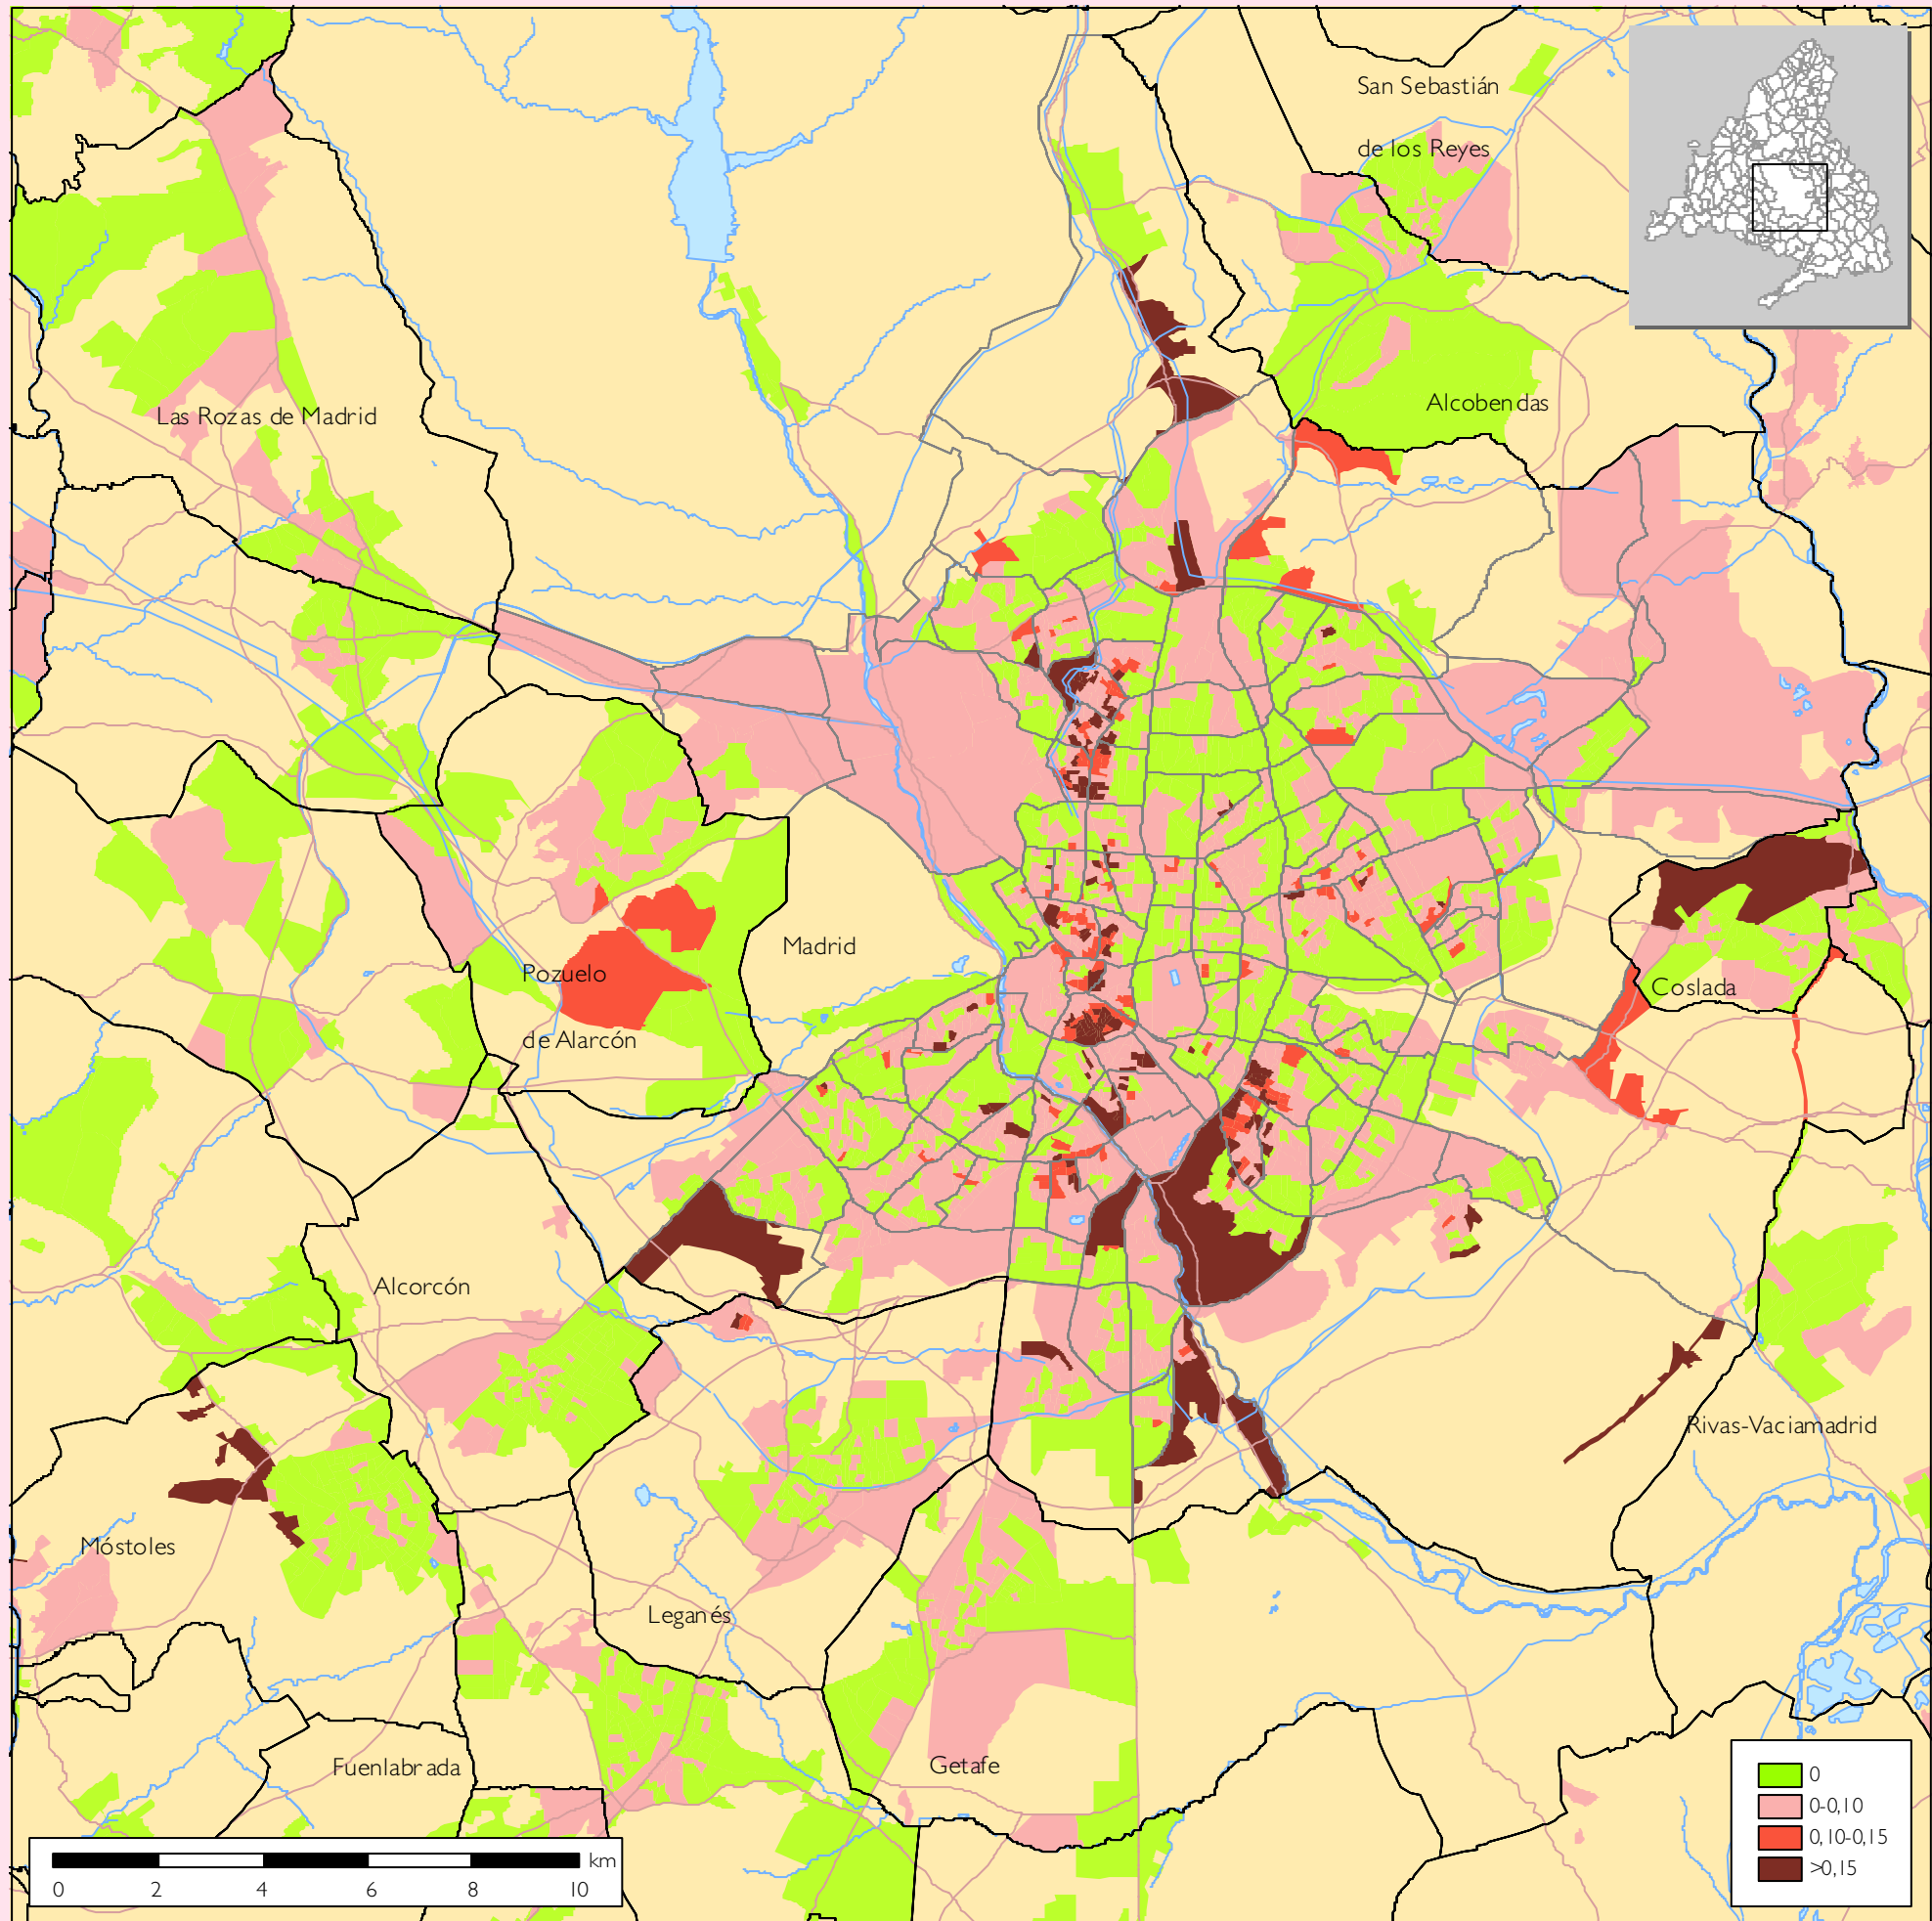 San Sebastián
de los Reyes
Alcobendas
Las Rozas de Madrid
Madrid
Pozuelo
de Alarcón
Coslada
Alcorcón
Rivas-Vaciamadrid
Móstoles
Leganés
Fuenlabrada
Getafe
0
0-0,10
0,10-0,15
>0,15
km
0 2 4 6 8 10